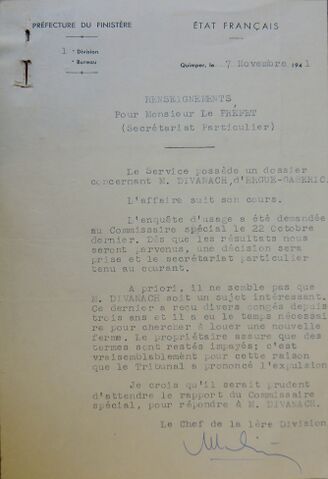 PRÉFECTURE DU FINISTÈRE
ÉTAT FRANÇAIS
1 e Division
Bureau
Quimper, le 7 Novembre 1941
RENSEIGNEMENTS
Pour Monsieur Le PREFET
(Secrétariat Particulier)
Le Service possède un dossier
concernant M. DIVANACH, d'ERGUE-GABERIC.
L'affaire suit son cours.
L'enquête d'usage a été demandée
au Commissaire spécial le 22 Octobre
dernier. Dès que les résultats nous
seront parvenus, une décision sera
prise et le secrétariat particulier
tenu au courant.
A priori, il ne semble pas que
M. DIVANACH soit un sujet intéressant.
Ce dernier a reçu divers congés depuis
trois ans et il a eu le temps nécessai
re pour chercher à louer une nouvelle
ferme. Le propriétaire assure que des
termes sont restés impayés; c'est
vraisemblablement pour cette raison
que le Tribunal a prononcé l'expulsion
Je crois qu'il serait prudent
d'attendre le rapport du Commissaire
spécial, pour répondre à M. DIVANACH.
Le Chef de la 1ère Division